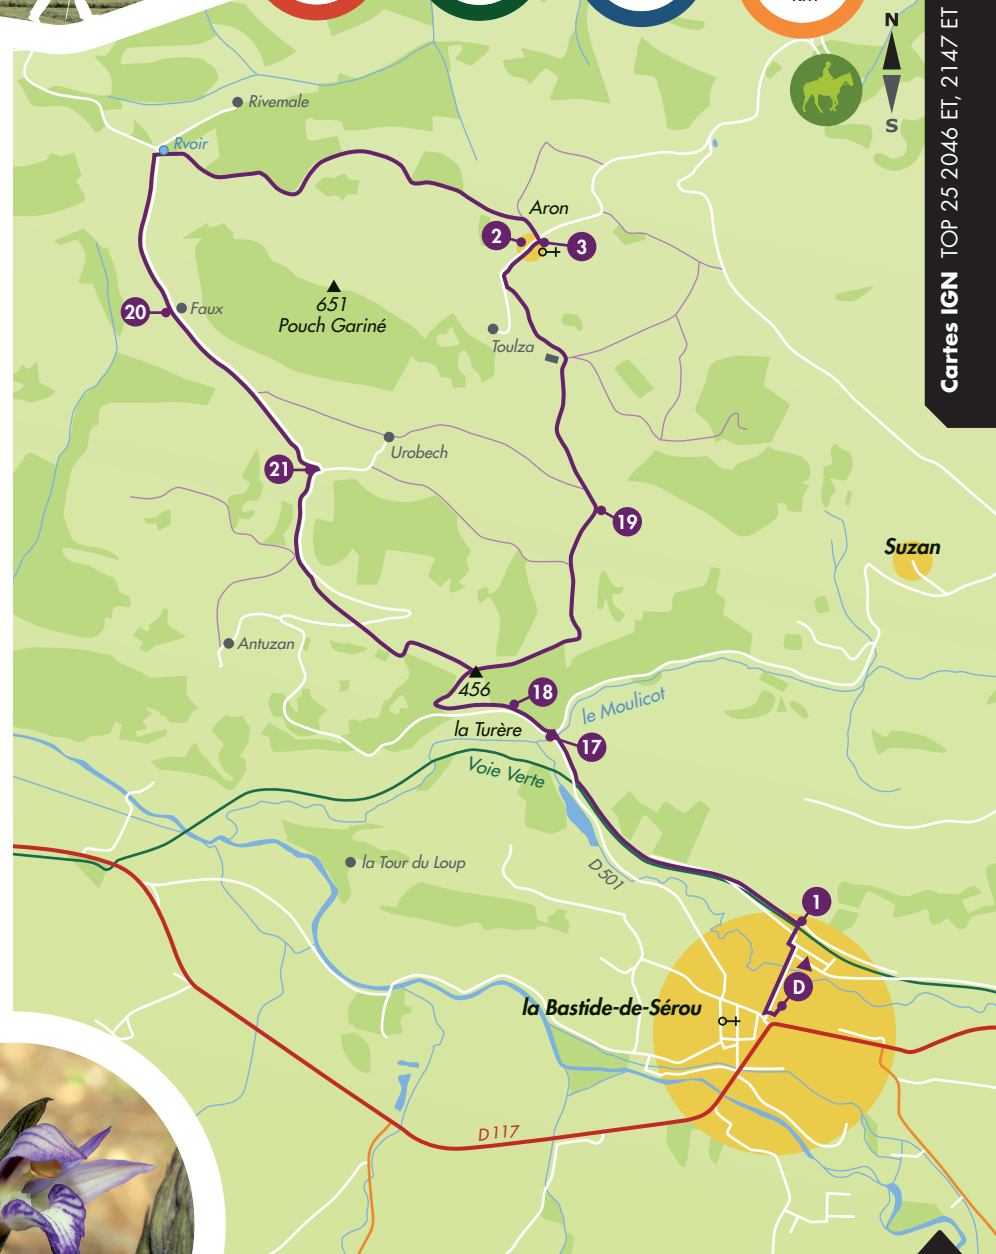 km
N
S
Cartes IGN TOP 25 2046 ET, 2147 ET
Rivemale
Rvoir
Aron
2
3
20
Faux
651
Pouch Gariné
Toulza
Urobech
21
19
Suzan
Antuzan
456
18
le Moulicot
la Turère
17
Voie Verte
D501
la Tour du Loup
1
D
la Bastide-de-Sérou
D117